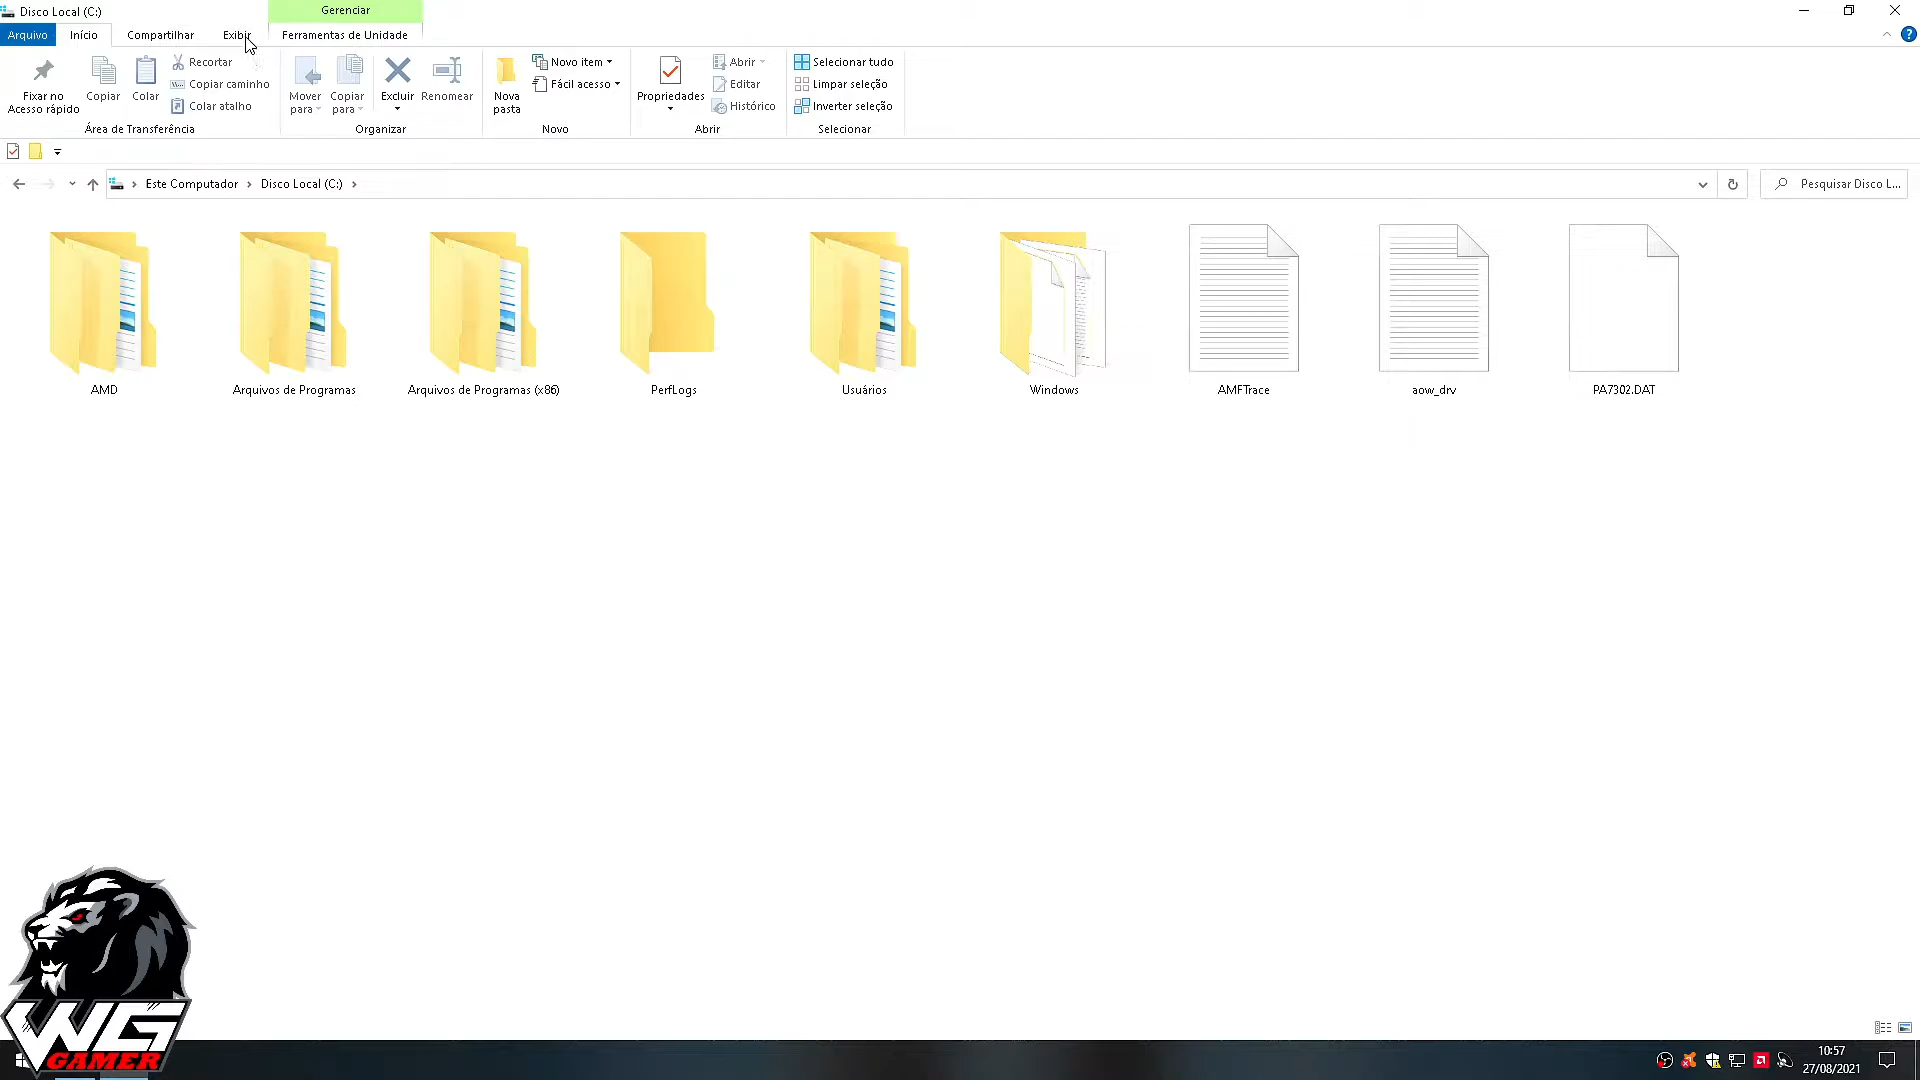 Disco Local (C:)
Gerenciar
Arquivo
Início
Compartilhar
Exibir
Ferramentas de Unidade
Fixar no
Acesso rápido
Copiar
Colar
Recortar
Copiar caminho
Colar atalho
Área de Transferência
Mover
para
Copiar
para
Excluir
Renomear
Organizar
Nova
pasta
Novo item
Fácil acesso
Novo
Propriedades
Abrir
Editar
Histórico
Abrir
Selecionar tudo
Limpar seleção
Inverter seleção
Selecionar
Este Computador
Disco Local (C:)
Pesquisar Disco L...
AMD
Arquivos de Programas
Arquivos de Programas (x86)
PerfLogs
Usuários
Windows
AMFTrace
aow_drv
PA7302.DAT
WG
GAMER
10:57
27/08/2021